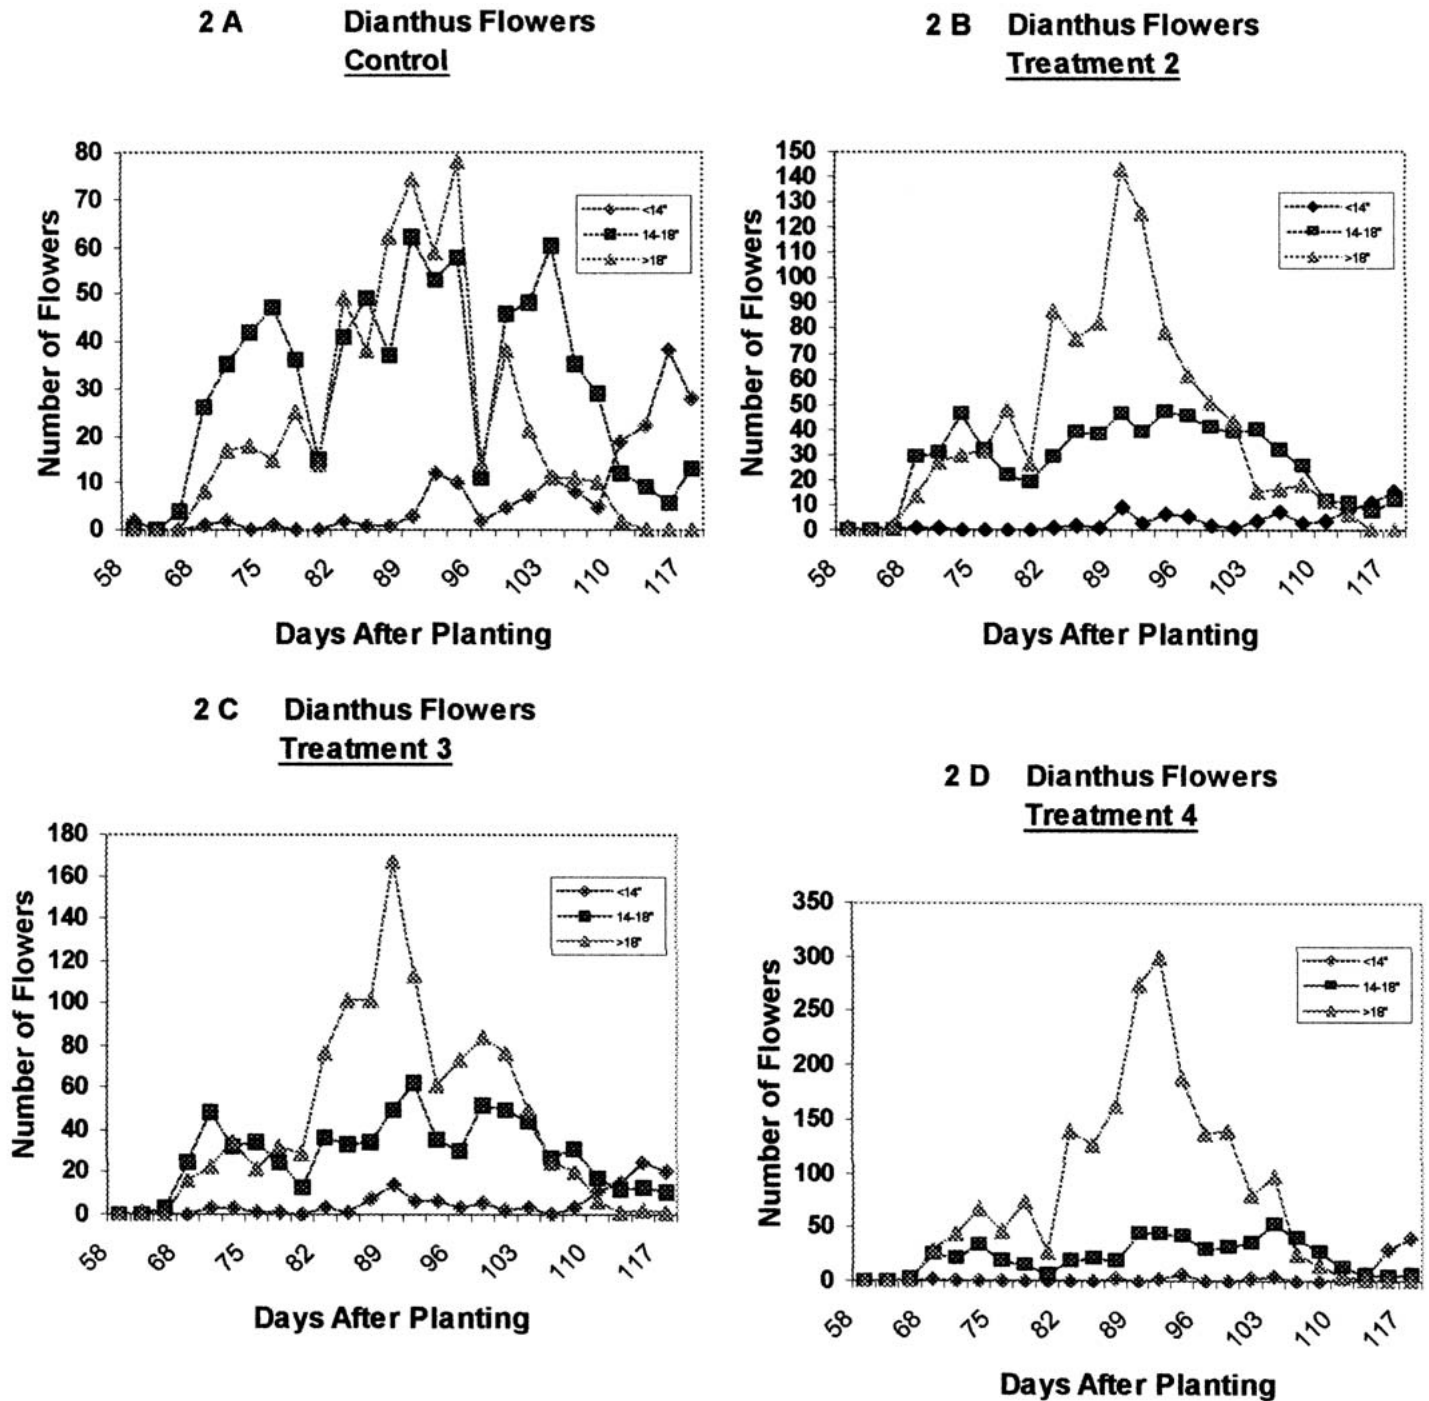 2 A Dianthus Flowers
Control
80
70
60
50
40
30
20
10
0
Number of Flowers
<14"
14-18"
>18"
58 68 75 82 89 96 103 110 117
Days After Planting
2 B Dianthus Flowers
Treatment 2
150
140
130
120
110
100
90
80
70
60
50
40
30
20
10
0
Number of Flowers
<14"
14-18"
>18"
58 68 75 82 89 96 103 110 117
Days After Planting
2 C Dianthus Flowers
Treatment 3
180
160
140
120
100
80
60
40
20
0
Number of Flowers
<14"
14-18"
>18"
58 68 75 82 89 96 103 110 117
Days After Planting
2 D Dianthus Flowers
Treatment 4
350
300
250
200
150
100
50
0
Number of Flowers
<14"
14-18"
>18"
58 68 75 82 89 96 103 110 117
Days After Planting